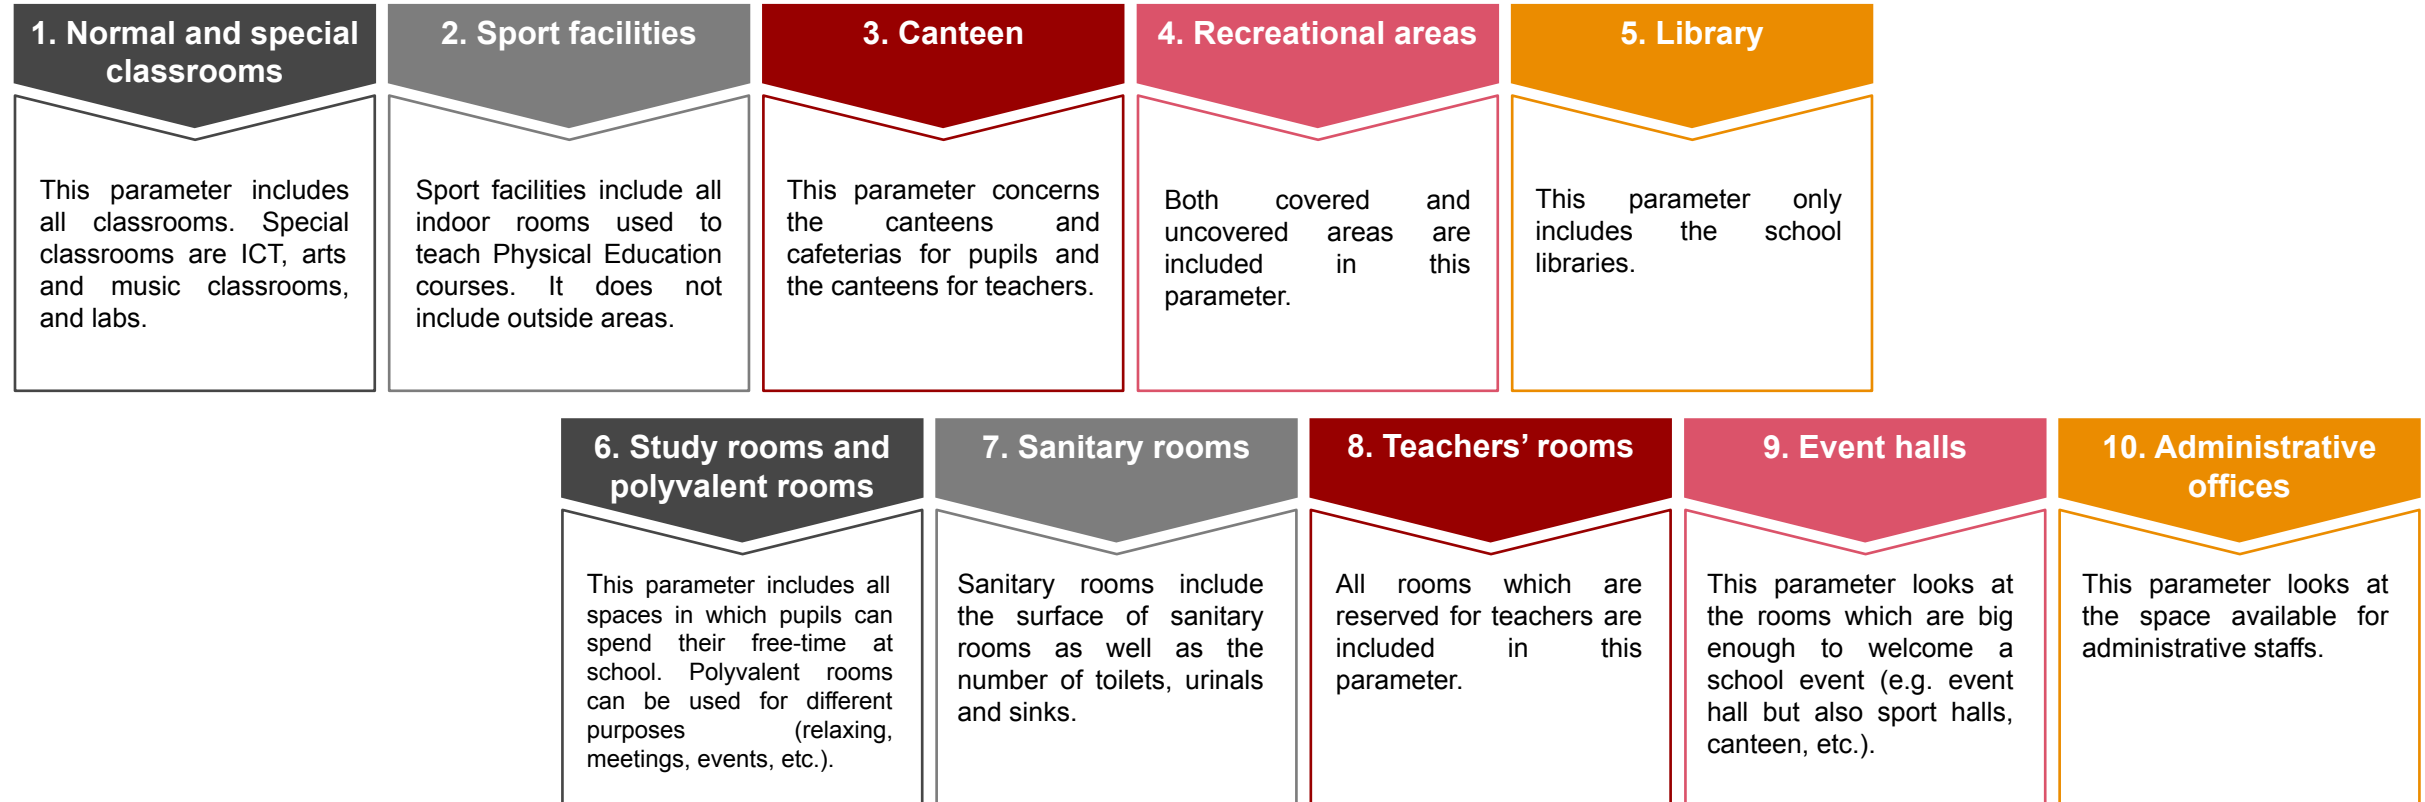 1. Normal and special
classrooms
This parameter includes
all classrooms. Special
classrooms are ICT, arts
and music classrooms,
and labs.
2. Sport facilities
Sport facilities include all
indoor rooms used to
teach Physical Education
courses. It does not
include outside areas.
3. Canteen
This parameter concerns
the canteens and
cafeterias for pupils and
the canteens for teachers.
4. Recreational areas
Both covered and
uncovered areas are
included in this
parameter.
5. Library
This parameter only
includes the school
libraries.
6. Study rooms and
polyvalent rooms
This parameter includes all
spaces in which pupils can
spend their free-time at
school. Polyvalent rooms
can be used for different
purposes (relaxing,
meetings, events, etc.).
7. Sanitary rooms
Sanitary rooms include
the surface of sanitary
rooms as well as the
number of toilets, urinals
and sinks.
8. Teachers’ rooms
All rooms which are
reserved for teachers are
included in this
parameter.
9. Event halls
This parameter looks at
the rooms which are big
enough to welcome a
school event (e.g. event
hall but also sport halls,
canteen, etc.).
10. Administrative
offices
This parameter looks at
the space available for
administrative staffs.